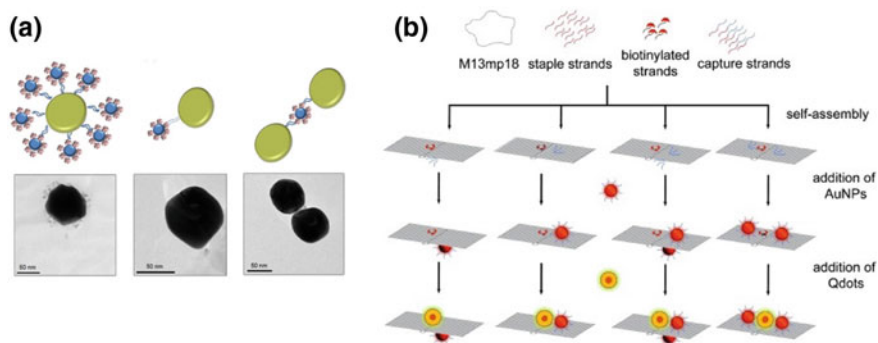 (a)
50 nm
50 nm
50 nm
(b)
M13mp18 staple strands biotinylated strands capture strands
self-assembly
addition of
AuNPs
addition of
Qdots